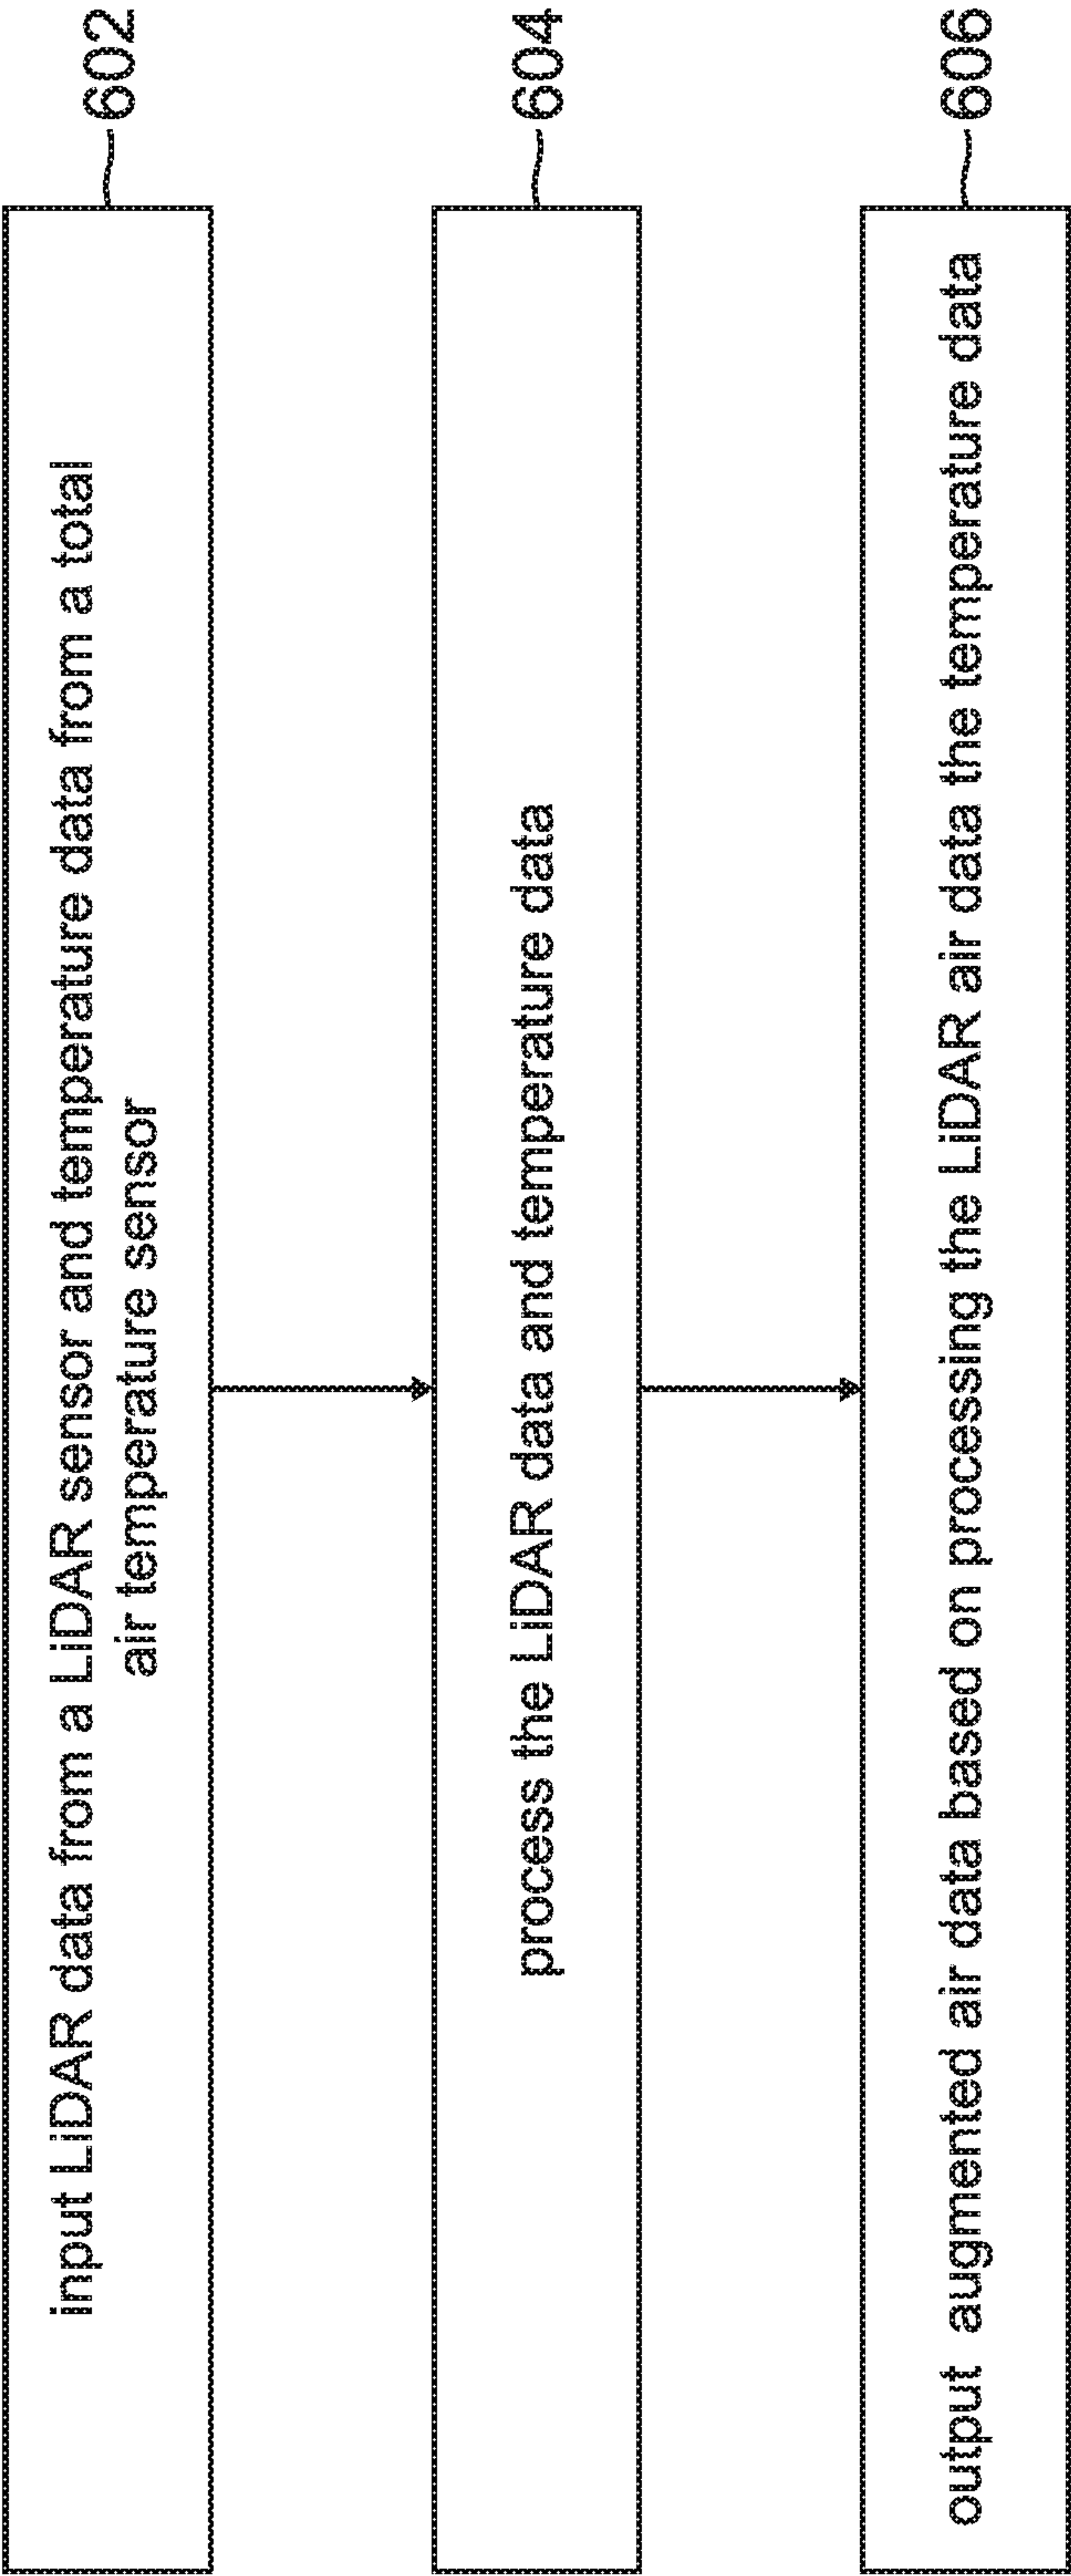 input LiDAR data from a LiDAR sensor and temperature data from a total
air temperature sensor
602
process the LiDAR data and temperature data
604
output augmented air data based on processing the LiDAR air data the temperature data
606